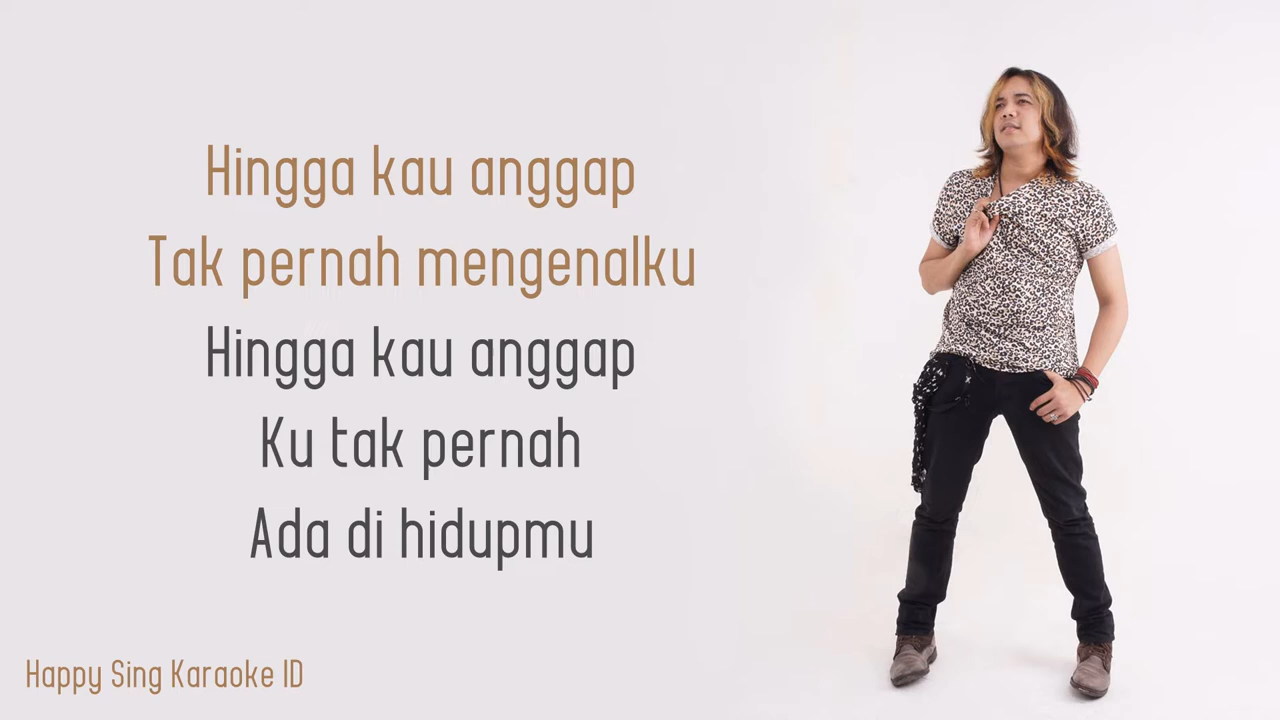 Hingga kau anggap
Tak pernah mengenalku
Hingga kau anggap
Ku tak pernah
Ada di hidupmu
Happy Sing Karaoke ID